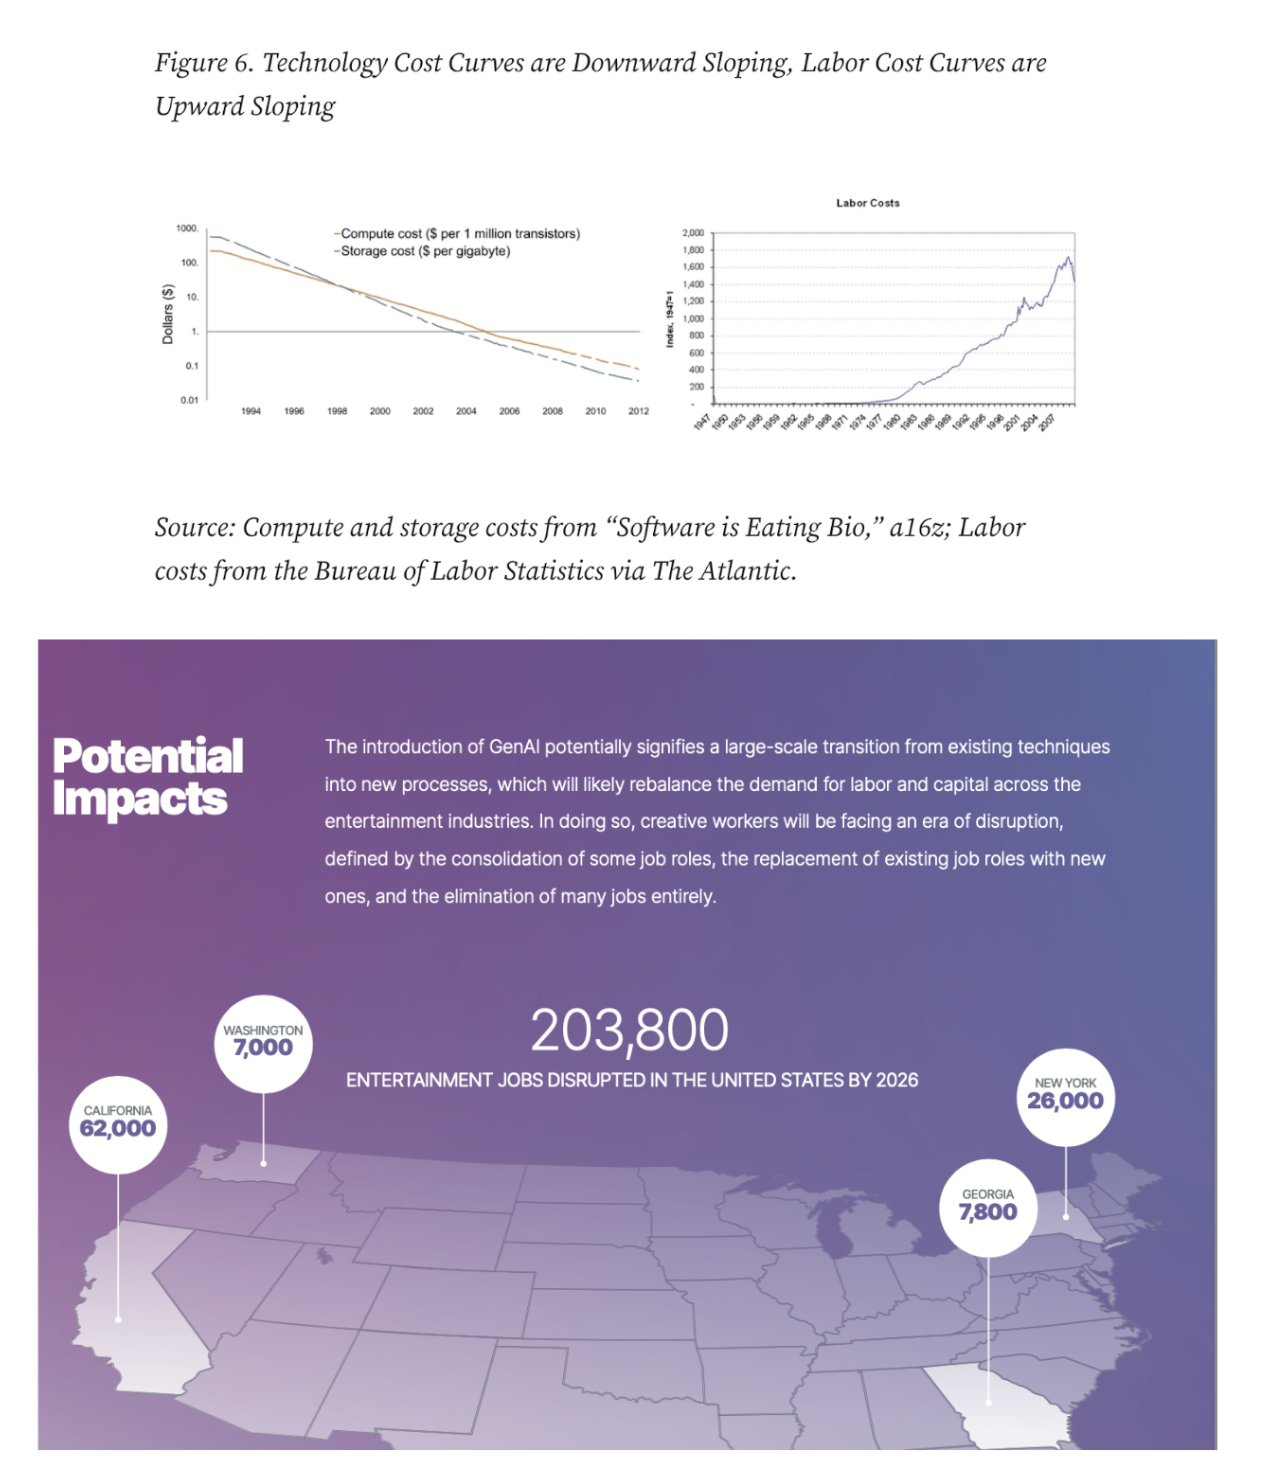 Figure 6. Technology Cost Curves are Downward Sloping, Labor Cost Curves are
Upward Sloping
1000.
100.
10.
1.
0.1
0.01
Dollars ($)
Compute cost ($ per 1 million transistors)
Storage cost ($ per gigabyte)
1994 1996 1998 2000 2002 2004 2006 2008 2010 2012
Labor Costs
2,000
1,800
1,600
1,400
1,200
1,000
800
600
400
200
-
Index, 1947=1
1947 1950 1953 1956 1959 1962 1965 1968 1971 1974 1977 1980 1983 1986 1989 1992 1995 1998 2001 2004 2007
Source: Compute and storage costs from “Software is Eating Bio,” a16z; Labor
costs from the Bureau of Labor Statistics via The Atlantic.
Potential
Impacts
The introduction of GenAI potentially signifies a large-scale transition from existing techniques
into new processes, which will likely rebalance the demand for labor and capital across the
entertainment industries. In doing so, creative workers will be facing an era of disruption,
defined by the consolidation of some job roles, the replacement of existing job roles with new
ones, and the elimination of many jobs entirely.
203,800
ENTERTAINMENT JOBS DISRUPTED IN THE UNITED STATES BY 2026
WASHINGTON
7,000
CALIFORNIA
62,000
NEW YORK
26,000
GEORGIA
7,800